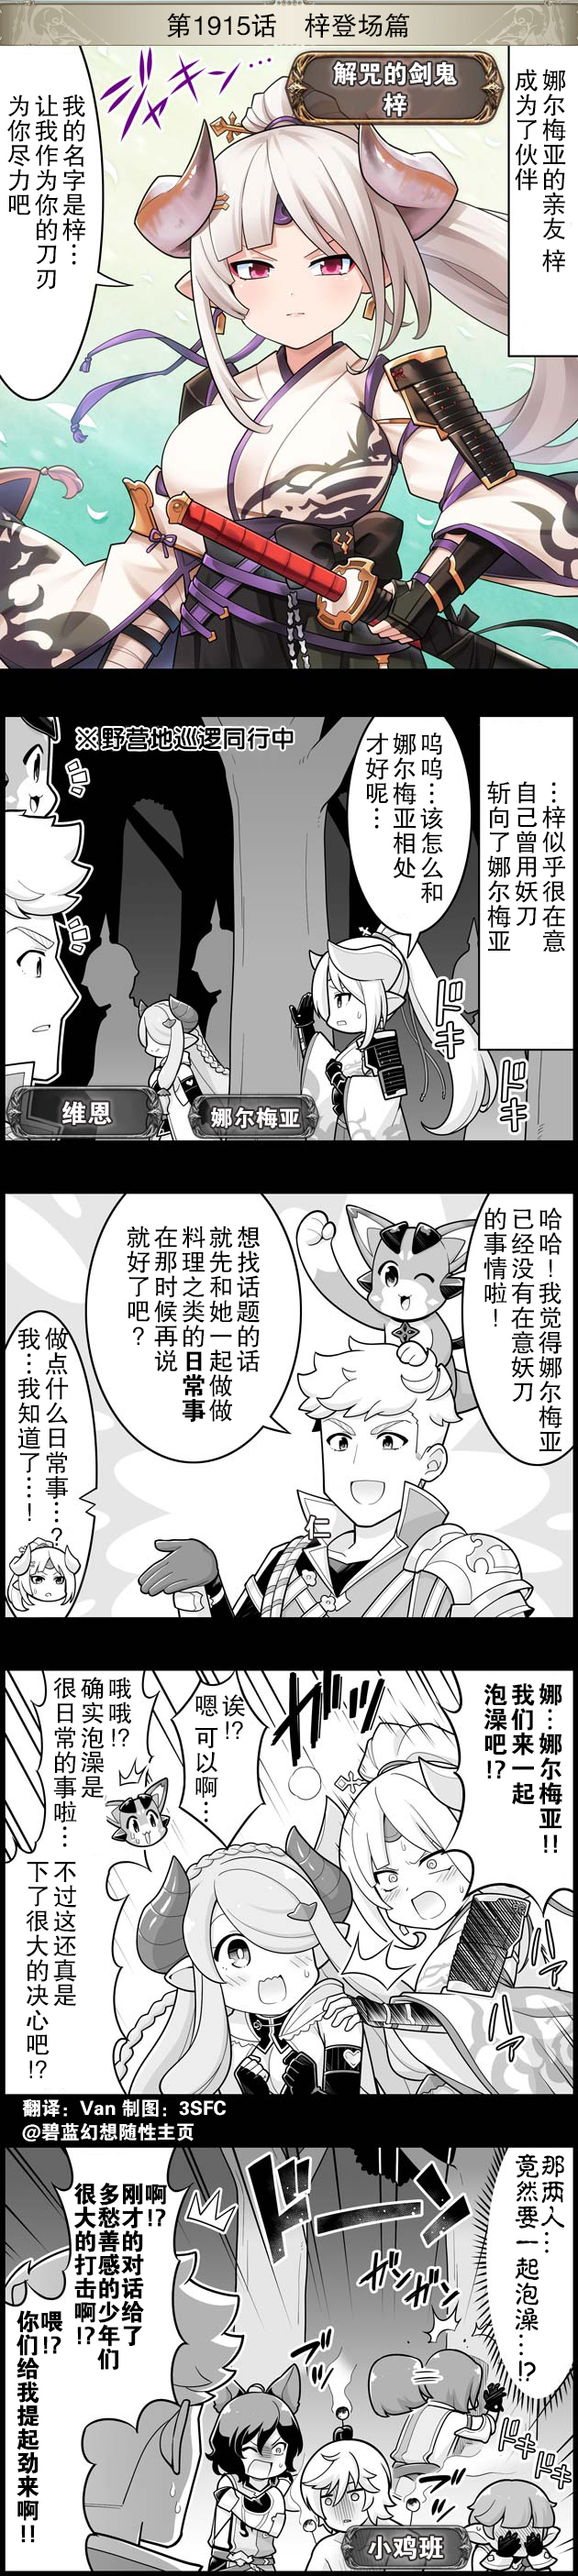 第1915话　梓登场篇
娜尔梅亚的亲友 梓
成为了伙伴
解咒的剑鬼
梓
ジャキーン…
我的名字是梓…
让我作为你的刀刃
为你尽力吧
…梓似乎很在意
自己曾用妖刀
斩向了娜尔梅亚
※野营地巡逻同行中
呜呜…该怎么和
娜尔梅亚相处
才好呢…
ドキ
ドキ
维恩
娜尔梅亚
哈哈！我觉得娜尔梅亚
已经没有在意妖刀
的事情啦！
想找话题的话
就先和她一起做做
料理之类的日常事
在那时候再说
就好了吧？
仁
做点什么日常事…？
我…我知道了…！
娜…娜尔梅亚!!
我们来一起
泡澡吧!?
ガバッ
诶!?
嗯 可以啊…
哦哦!?
确实泡澡是
很日常的事啦…
不过这还真是
下了很大的决心吧!?
翻译：Van 制图：3SFC
@碧蓝幻想随性主页
那两人…
竟然要一起泡澡…!?
ドーン
ガンガン
ドキドキ
啊!?
刚才的对话给了
多愁善感的少年们
很大的打击啊!?
喂!?
你们给我提起劲来啊!!
小鸡班